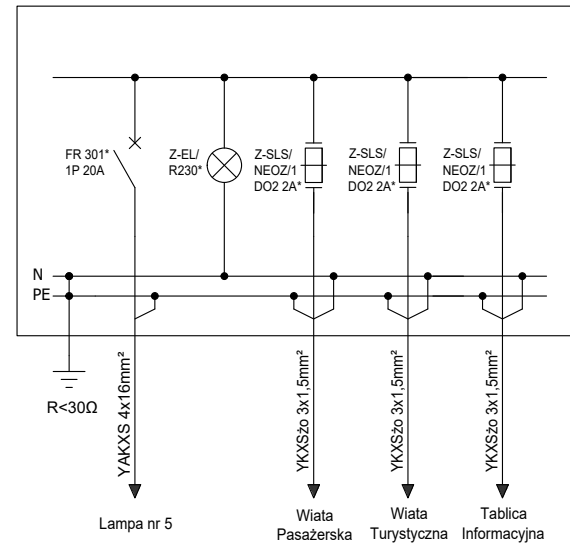 FR 301*
1P 20A
Z-EL/
R230*
Z-SLS/
NEOZ/1
DO2 2A*
Z-SLS/
NEOZ/1
DO2 2A*
Z-SLS/
NEOZ/1
DO2 2A*
N
PE
R<30Ω
YAKXS 4x16mm²
YKXSżo 3x1,5mm²
YKXSżo 3x1,5mm²
YKXSżo 3x1,5mm²
Lampa nr 5
Wiata
Pasażerska
Wiata
Turystyczna
Tablica
Informacyjna